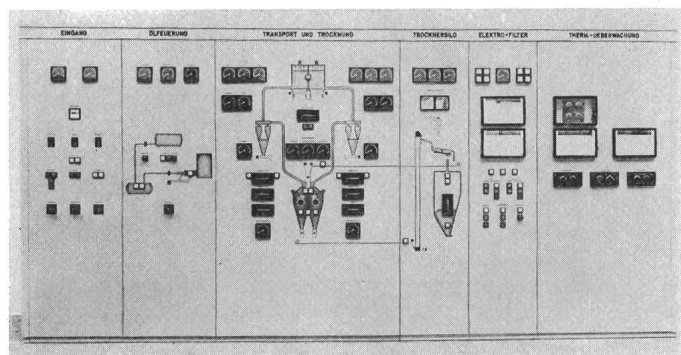 EINGANG
ÖLFEUERUNG
TRANSPORT UND TROCKNUNG
TROCKNERSILO
ELEKTRO-FILTER
THERM.-UEBERWACHUNG